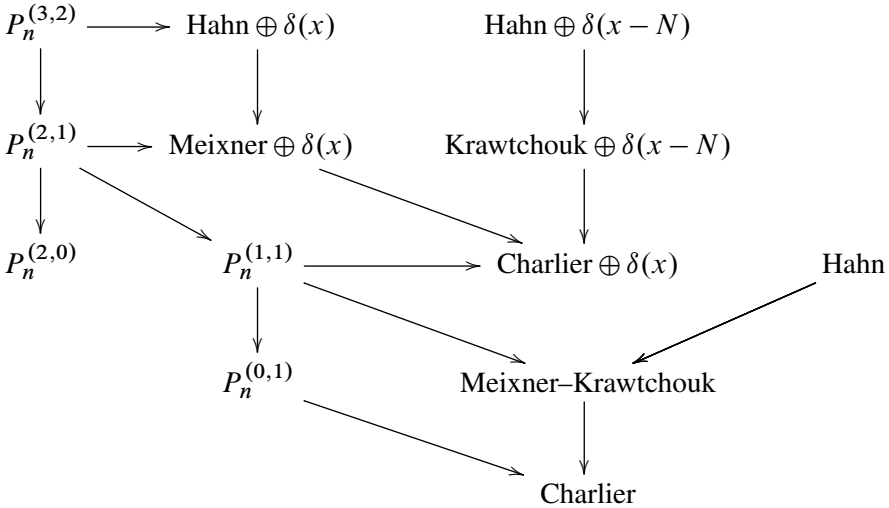 P_n^{(3,2)} Hahn ⊕ δ(x) Hahn ⊕ δ(x − N)
P_n^{(2,1)} Meixner ⊕ δ(x) Krawtchouk ⊕ δ(x − N)
P_n^{(2,0)} P_n^{(1,1)} Charlier ⊕ δ(x) Hahn
P_n^{(0,1)} Meixner–Krawtchouk
Charlier